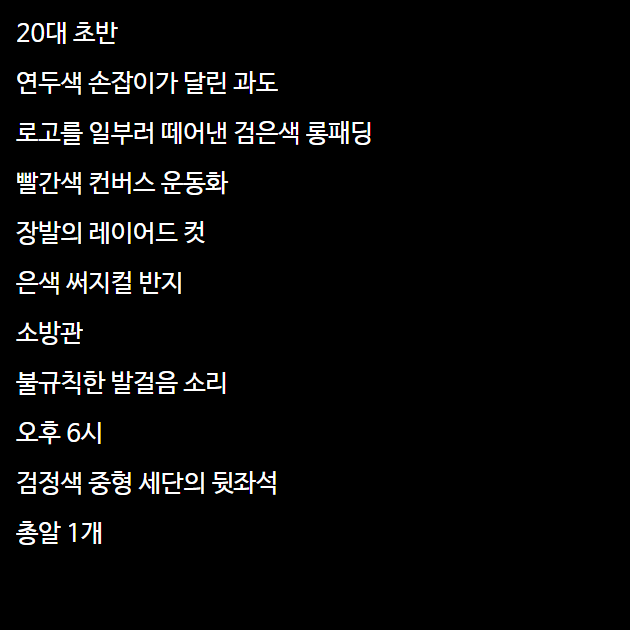 20대 초반
연두색 손잡이가 달린 과도
로고를 일부러 떼어낸 검은색 롱패딩
빨간색 컨버스 운동화
장발의 레이어드 컷
은색 써지컬 반지
소방관
불규칙한 발걸음 소리
오후 6시
검정색 중형 세단의 뒷좌석
총알 1개